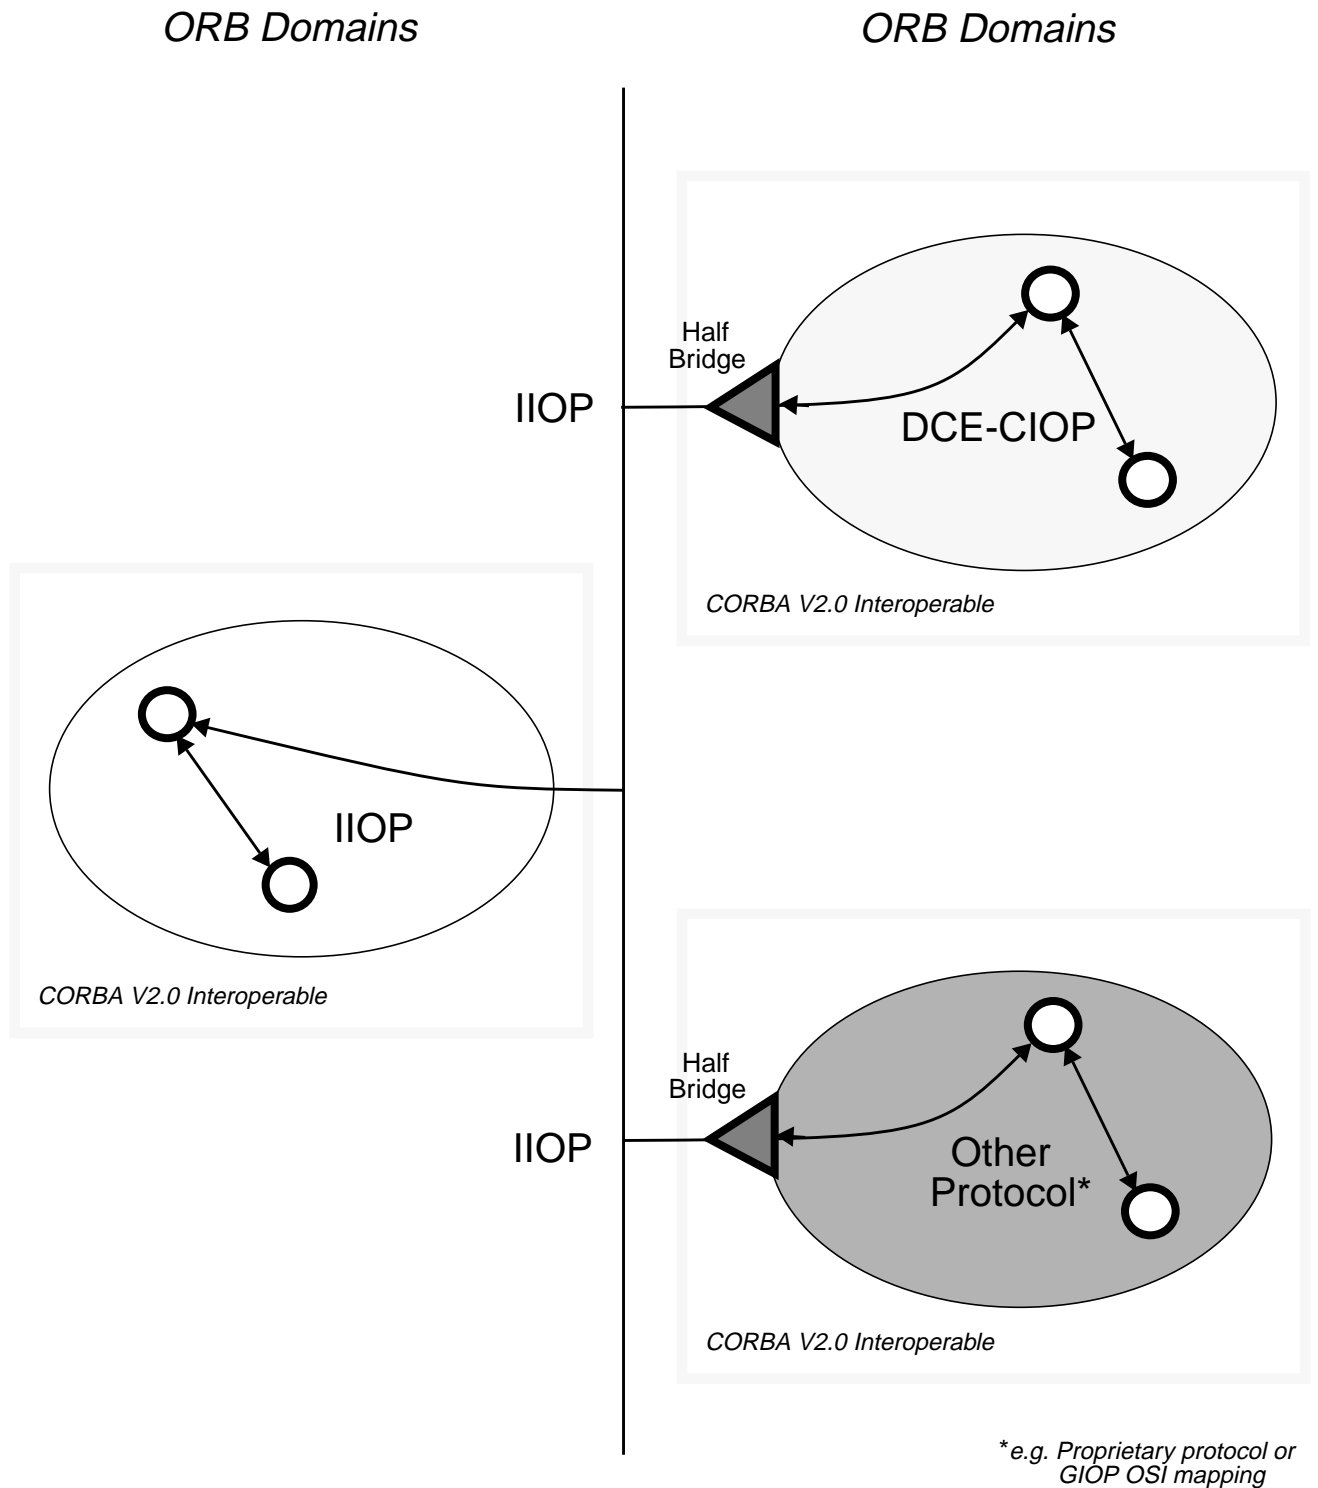 ORB Domains
ORB Domains
Half
Bridge
IIOP
DCE-CIOP
CORBA V2.0 Interoperable
IIOP
CORBA V2.0 Interoperable
Half
Bridge
IIOP
Other
Protocol*
CORBA V2.0 Interoperable
*e.g. Proprietary protocol or
GIOP OSI mapping